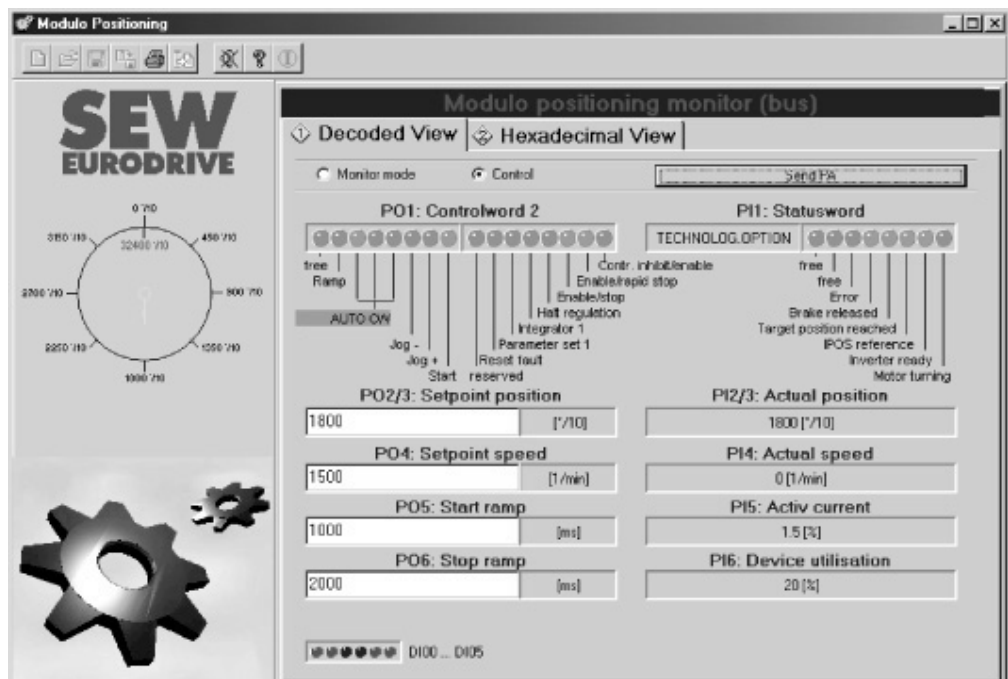 Modulo Positioning
SEW
EURODRIVE
Modulo positioning monitor (bus)
1 Decoded View
2 Hexadecimal View
Monitor mode
Control
Send PA
0 °/10
450 °/10
900 °/10
1350 °/10
1800 °/10
2250 °/10
2700 °/10
3150 °/10
32400 °/10
PO1: Controlword 2
free
Ramp
AUTO CW
Jog -
Jog +
Start
reserved
Reset fault
Parameter set 1
Integrator 1
Halt regulation
Enable/stop
Enable/rapid stop
Contr. inhibit/enable
PI1: Statusword
TECHNOLOG.OPTION
free
free
Error
Brake released
Target position reached
IPOS reference
Inverter ready
Motor turning
PO2/3: Setpoint position
1800 [°/10]
PI2/3: Actual position
1800 [°/10]
PO4: Setpoint speed
1500 [1/min]
PI4: Actual speed
0 [1/min]
PO5: Start ramp
1000 [ms]
PI5: Activ current
1.5 [%]
PO6: Stop ramp
2000 [ms]
PI6: Device utilisation
20 [%]
DI00 ... DI05